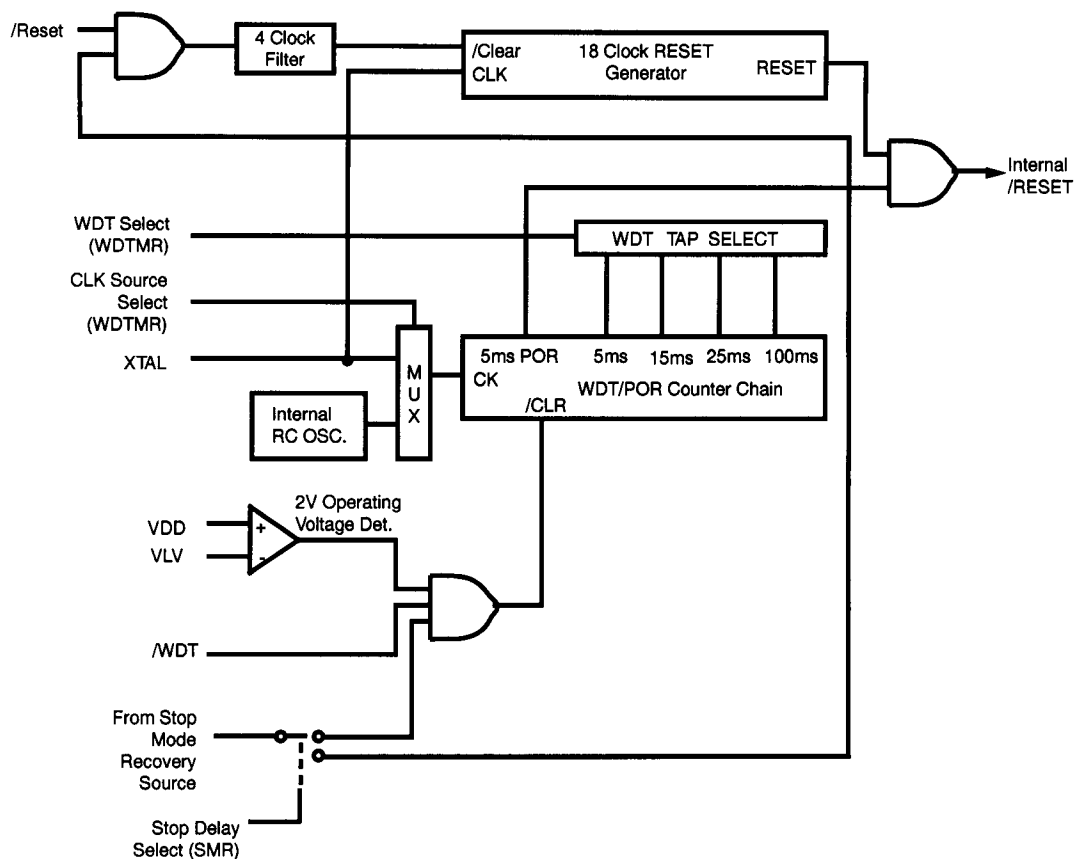 /Reset
4 Clock
Filter
/Clear
CLK
18 Clock RESET
Generator
RESET
Internal
/RESET
WDT Select
(WDTMR)
WDT TAP SELECT
CLK Source
Select
(WDTMR)
XTAL
MUX
5ms POR
5ms
15ms
25ms
100ms
CK
WDT/POR Counter Chain
/CLR
Internal
RC OSC.
2V Operating
Voltage Det.
VDD
+
VLV
-
/WDT
From Stop
Mode
Recovery
Source
Stop Delay
Select (SMR)